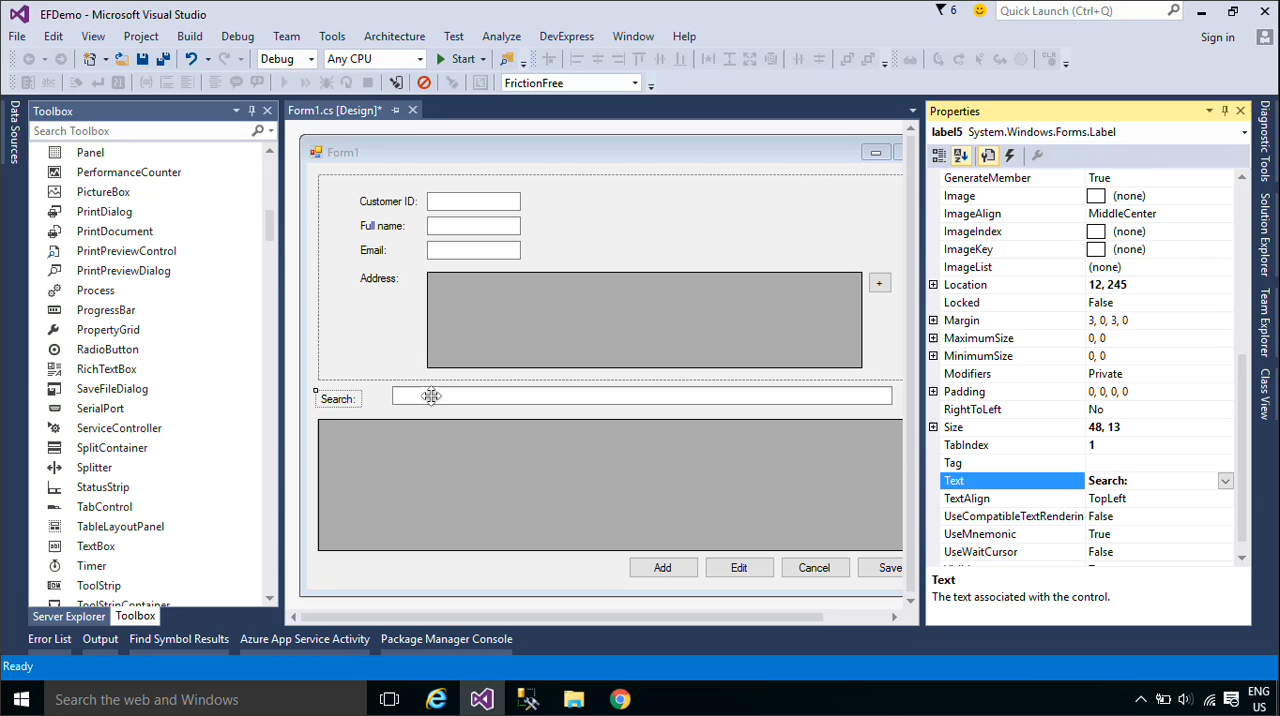 EFDemo - Microsoft Visual Studio
6
Quick Launch (Ctrl+Q)
File Edit View Project Build Debug Team Tools Architecture Test Analyze DevExpress Window Help
Sign in
Debug
Any CPU
Start
FrictionFree
Data Sources
Toolbox
Search Toolbox
Panel
PerformanceCounter
PictureBox
PrintDialog
PrintDocument
PrintPreviewControl
PrintPreviewDialog
Process
ProgressBar
PropertyGrid
RadioButton
RichTextBox
SaveFileDialog
SerialPort
ServiceController
SplitContainer
Splitter
StatusStrip
TabControl
TableLayoutPanel
TextBox
Timer
ToolStrip
ToolStripContainer
Server Explorer
Toolbox
Form1.cs [Design]*
Form1
Customer ID:
Full name:
Email:
Address:
+
Search:
Add
Edit
Cancel
Save
Properties
label5 System.Windows.Forms.Label
GenerateMember True
Image (none)
ImageAlign MiddleCenter
ImageIndex (none)
ImageKey (none)
ImageList (none)
Location 12, 245
Locked False
Margin 3, 0, 3, 0
MaximumSize 0, 0
MinimumSize 0, 0
Modifiers Private
Padding 0, 0, 0, 0
RightToLeft No
Size 48, 13
TabIndex 1
Tag
Text Search:
TextAlign TopLeft
UseCompatibleTextRenderin False
UseMnemonic True
UseWaitCursor False
Text
The text associated with the control.
Diagnostic Tools
Solution Explorer
Team Explorer
Class View
Error List
Output
Find Symbol Results
Azure App Service Activity
Package Manager Console
Ready
Search the web and Windows
ENG
US